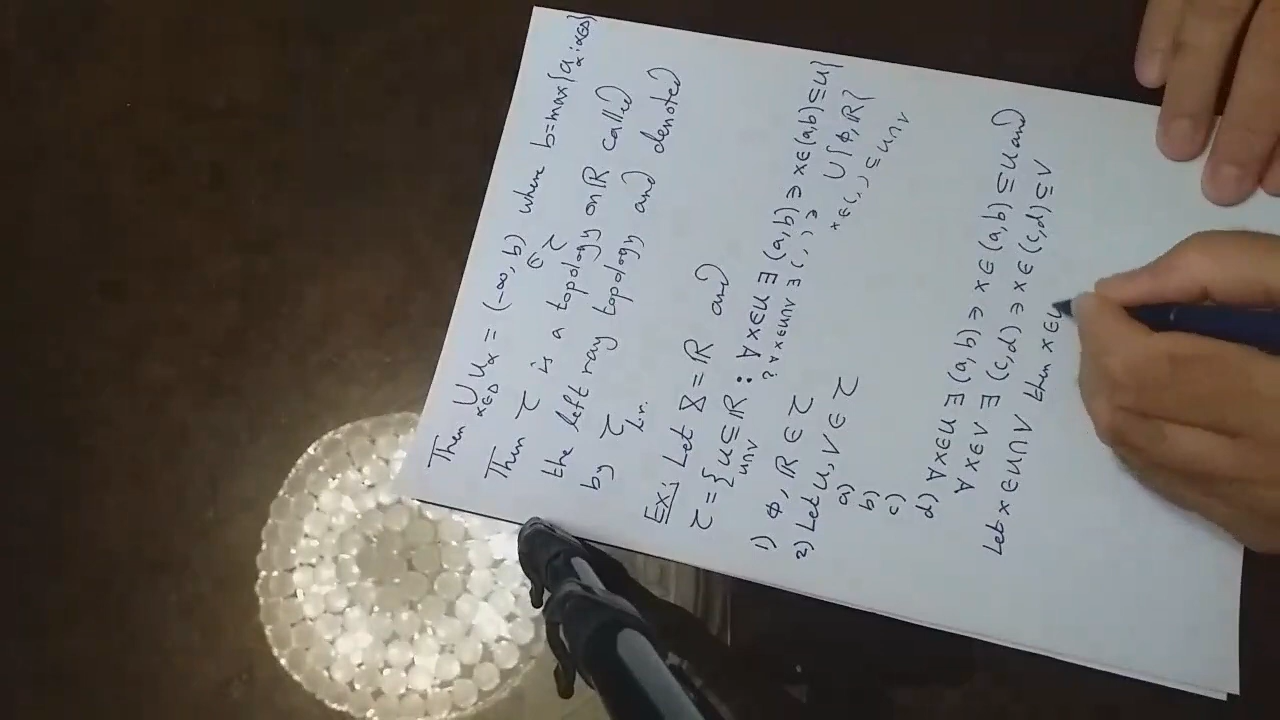 Then ⋃ U_α = (-∞, b) where b=max{a_α : α∈Δ}
α∈Δ
∈ τ
Then τ is a topology on ℝ called
the left ray topology and denoted
by τ_l.r.
Ex: Let X = ℝ and
τ = {U ⊆ ℝ : ∀ x∈U ∃ (a,b) ∋ x∈(a,b) ⊆ U}
U∩V ? ∀ x∈U∩V ∃ ( , ) ∋ ∪ {φ, ℝ}
x∈( , ) ⊆ U∩V
1) φ, ℝ ∈ τ
2) Let U, V ∈ τ
a)
b)
c)
d) ∀ x∈U ∃ (a,b) ∋ x∈(a,b) ⊆ U and
∀ x∈V ∃ (c,d) ∋ x∈(c,d) ⊆ V
Let x∈U∩V then x∈U